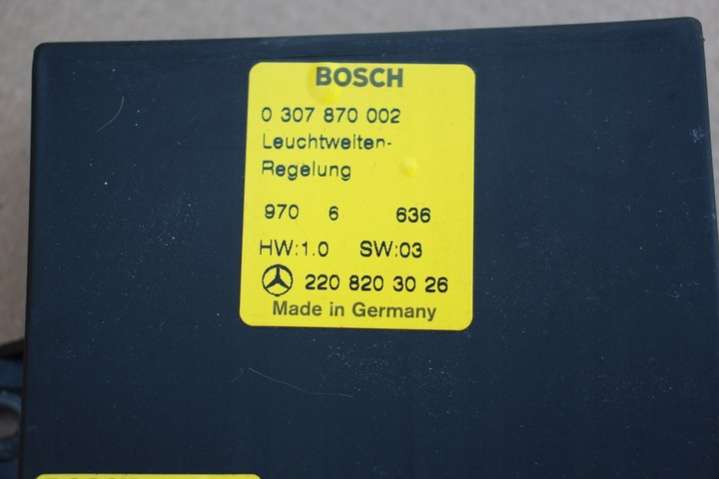 BOSCH
0 307 870 002
Leuchtweiten-
Regelung
970 6 636
HW:1.0 SW:03
220 820 30 26
Made in Germany